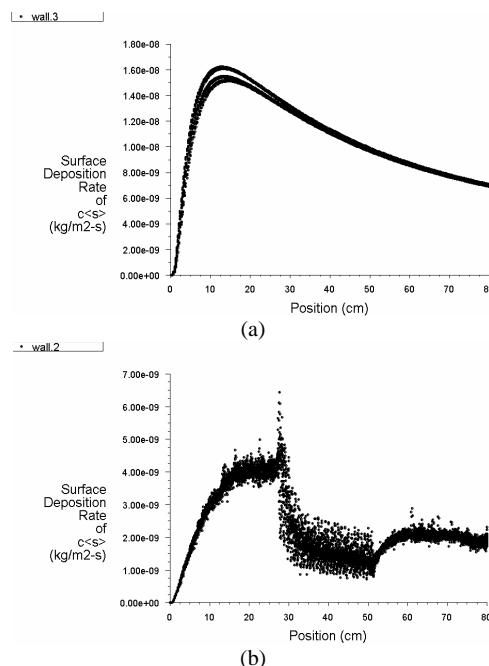 wall.3
1.80e-08
1.60e-08
1.40e-08
1.20e-08
1.00e-08
8.00e-09
6.00e-09
4.00e-09
2.00e-09
0.00e+00
Surface
Deposition
Rate
of
c<s>
(kg/m2-s)
0 10 20 30 40 50 60 70 80
Position (cm)
(a)
wall.2
7.00e-09
6.00e-09
5.00e-09
4.00e-09
3.00e-09
2.00e-09
1.00e-09
0.00e+00
Surface
Deposition
Rate
of
c<s>
(kg/m2-s)
0 10 20 30 40 50 60 70 80
Position (cm)
(b)